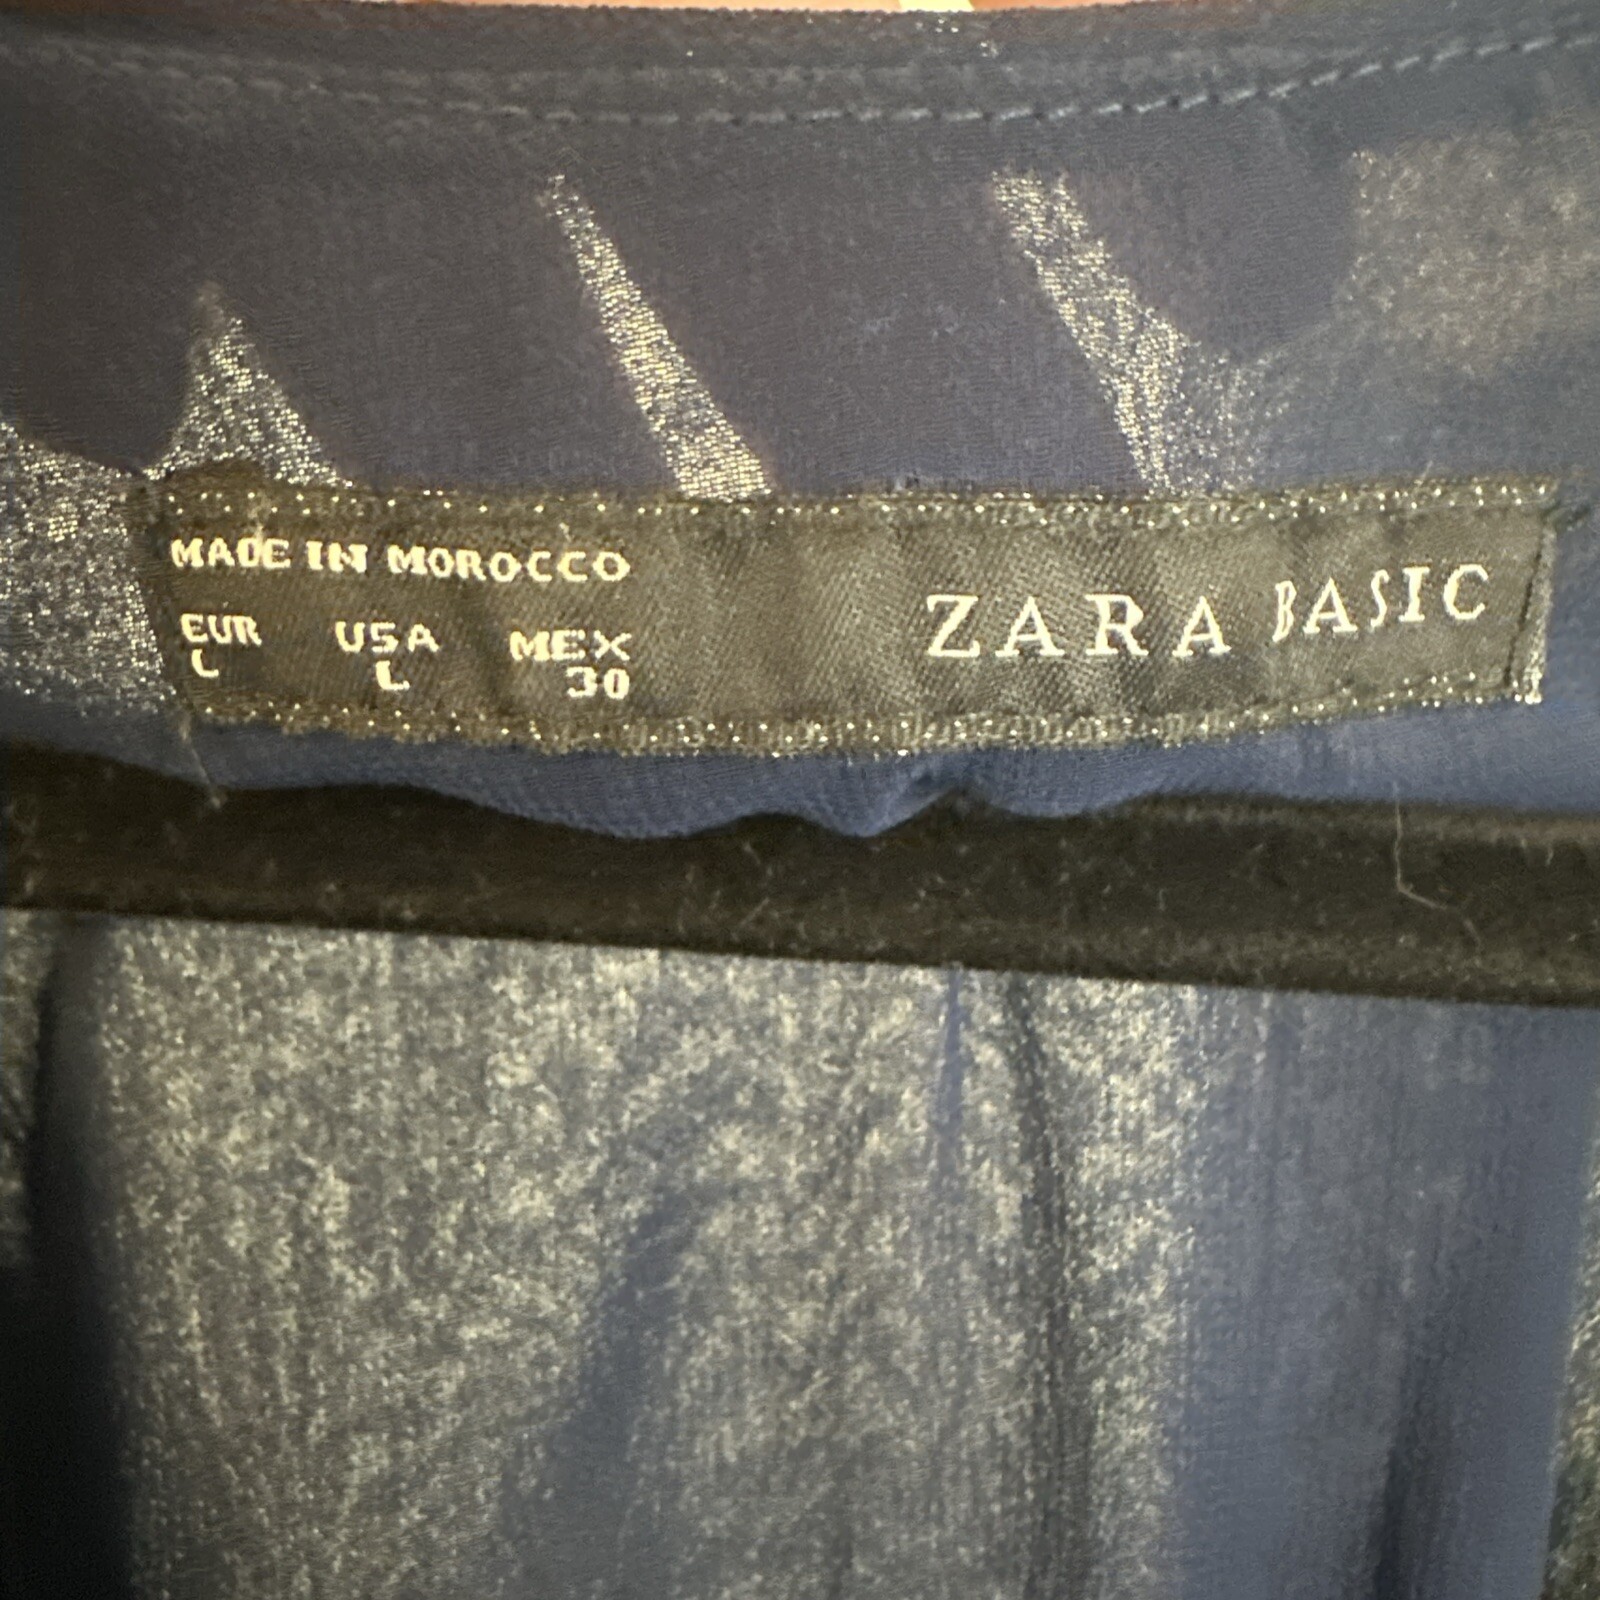 MADE IN MOROCCO
EUR USA MEX
L L 30
ZARA BASIC